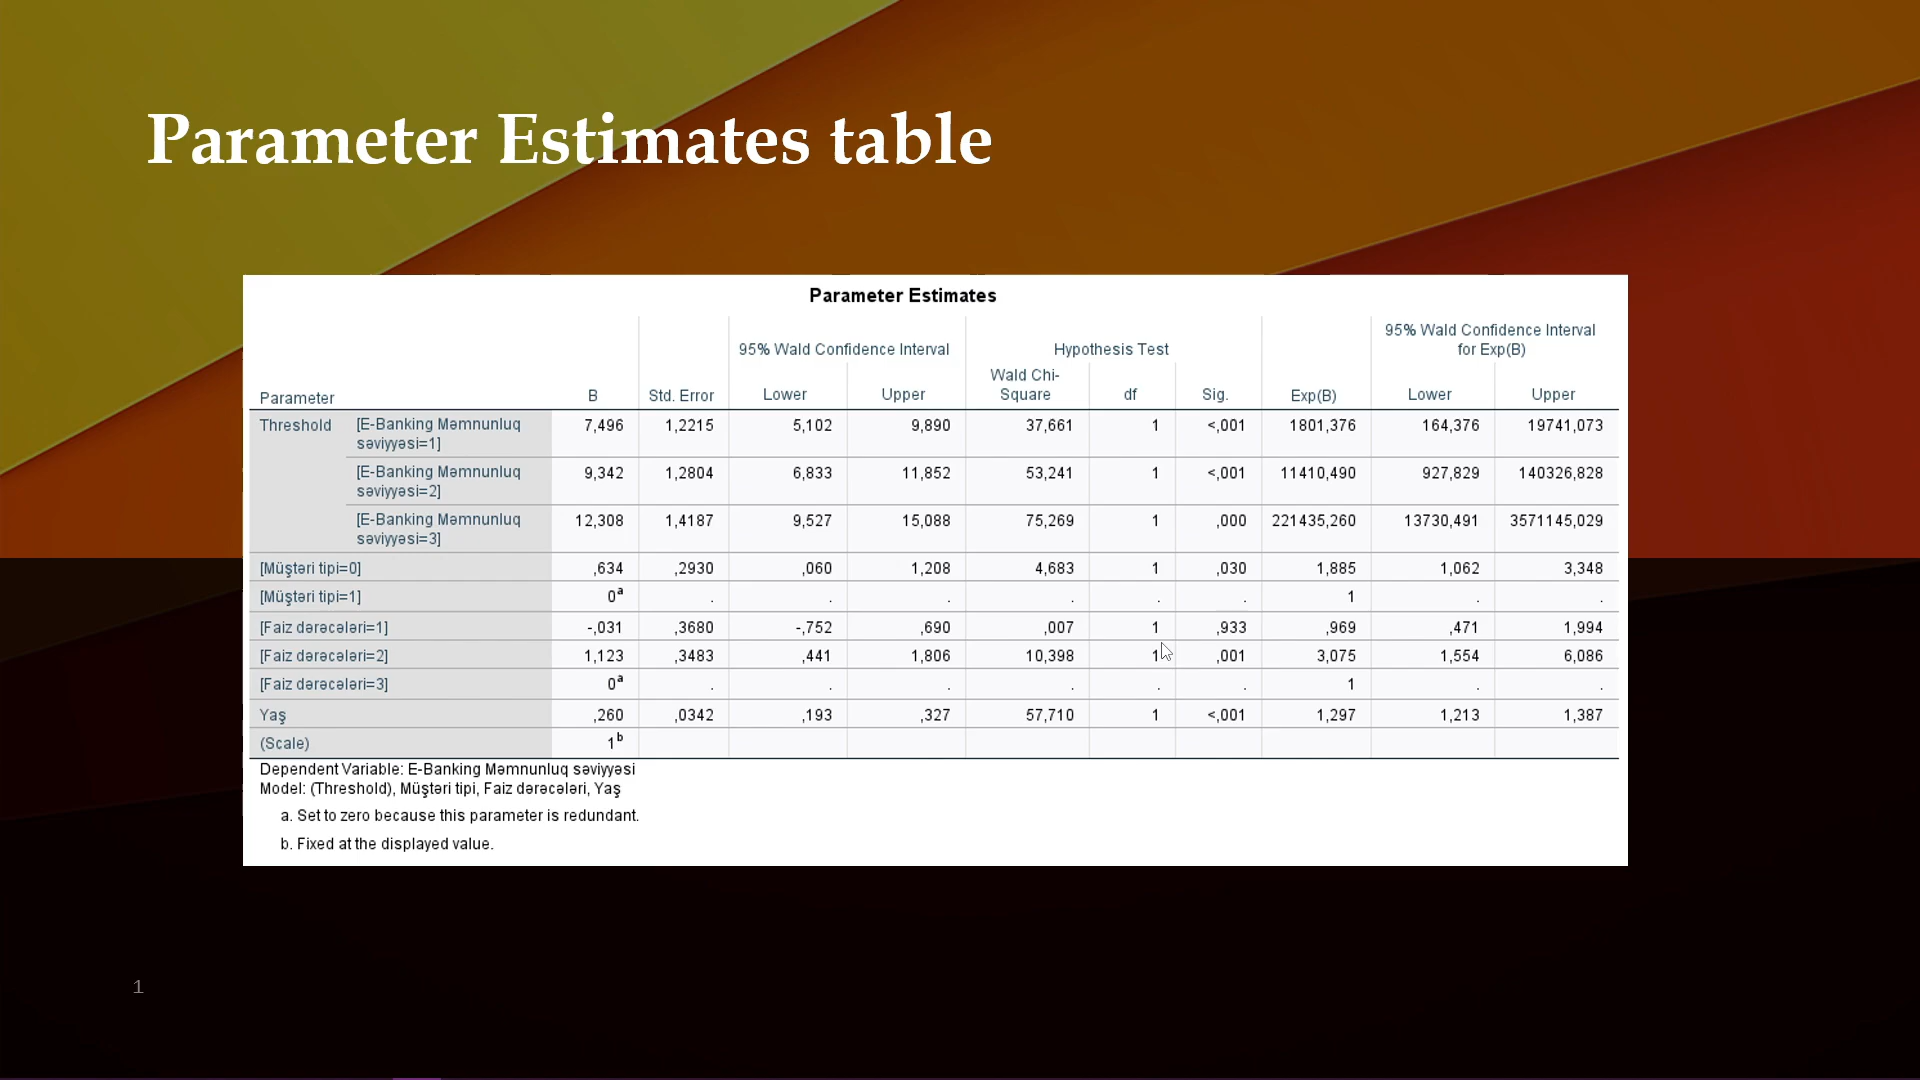 Parameter Estimates table
Parameter Estimates
95% Wald Confidence Interval Hypothesis Test 95% Wald Confidence Interval for Exp(B)
Parameter B Std. Error Lower Upper Wald Chi-Square df Sig. Exp(B) Lower Upper
Threshold [E-Banking Məmnunluq səviyyəsi=1] 7,496 1,2215 5,102 9,890 37,661 1 <,001 1801,376 164,376 19741,073
[E-Banking Məmnunluq səviyyəsi=2] 9,342 1,2804 6,833 11,852 53,241 1 <,001 11410,490 927,829 140326,828
[E-Banking Məmnunluq səviyyəsi=3] 12,308 1,4187 9,527 15,088 75,269 1 ,000 221435,260 13730,491 3571145,029
[Müştəri tipi=0] ,634 ,2930 ,060 1,208 4,683 1 ,030 1,885 1,062 3,348
[Müştəri tipi=1] 0a . . . . . . 1 . .
[Faiz dərəcələri=1] -,031 ,3680 -,752 ,690 ,007 1 ,933 ,969 ,471 1,994
[Faiz dərəcələri=2] 1,123 ,3483 ,441 1,806 10,398 1 ,001 3,075 1,554 6,086
[Faiz dərəcələri=3] 0a . . . . . . 1 . .
Yaş ,260 ,0342 ,193 ,327 57,710 1 <,001 1,297 1,213 1,387
(Scale) 1b
Dependent Variable: E-Banking Məmnunluq səviyyəsi
Model: (Threshold), Müştəri tipi, Faiz dərəcələri, Yaş
a. Set to zero because this parameter is redundant.
b. Fixed at the displayed value.
1